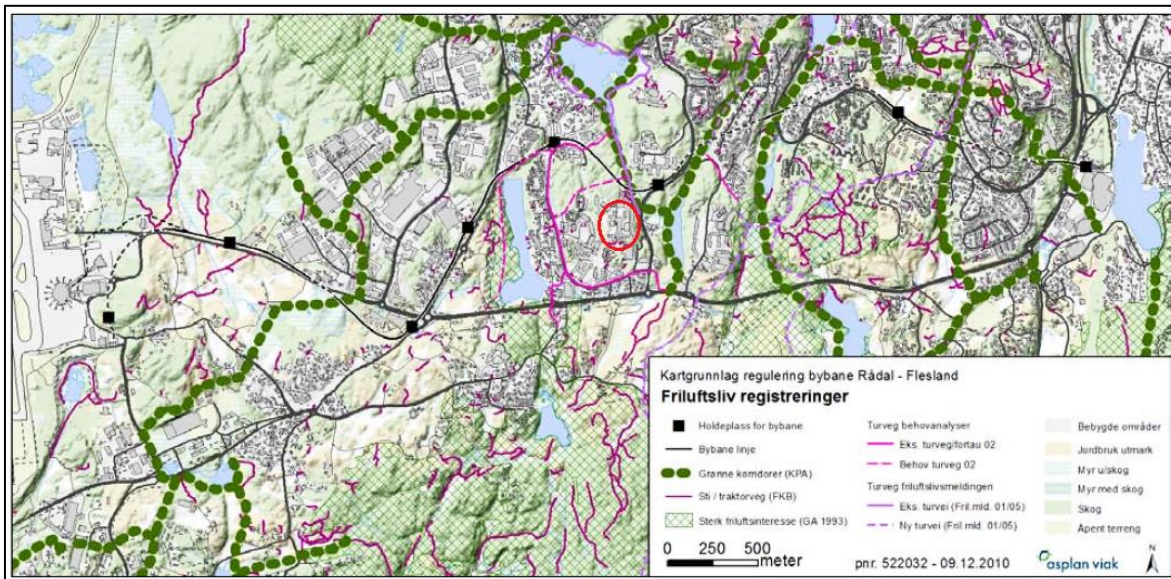 Kartgrunnlag regulering bybane Rådal - Flesland
Friluftsliv registreringer
Holdeplass for bybane
Bybane linje
Grønne korridorer (KPA)
Sti / traktorveg (FKB)
Sterk friluftsinteresse (GA 1993)
0 250 500
meter
Turveg behovanalyser
Eks. turveg/fortau 02
Behov turveg 02
Turveg friluftslivsmeldingen
Eks. turvei (Fril.mld. 01/05)
Ny turvei (Fril.mld. 01/05)
Bebygde områder
Jordbruk utmark
Myr u/skog
Myr med skog
Skog
Apent terreng
pnr. 522032 - 09.12.2010
asplan viak
N